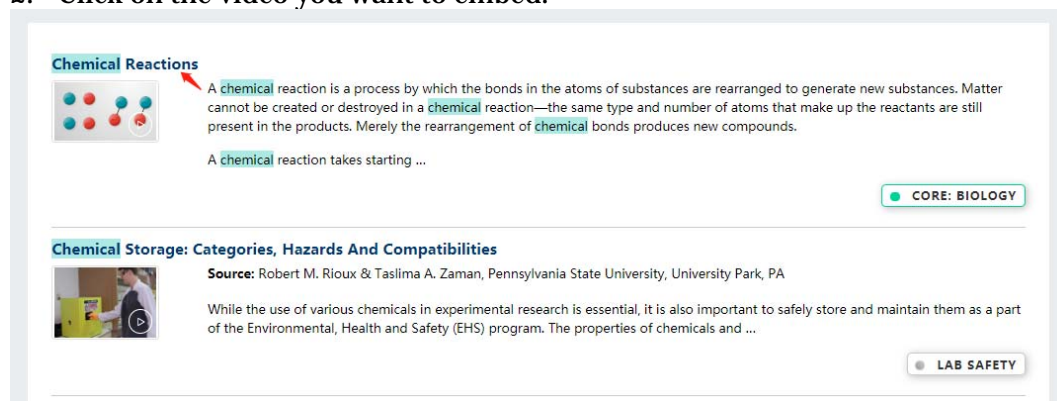 2. Click on the video you want to embed.
Chemical Reactions
A chemical reaction is a process by which the bonds in the atoms of substances are rearranged to generate new substances. Matter
cannot be created or destroyed in a chemical reaction—the same type and number of atoms that make up the reactants are still
present in the products. Merely the rearrangement of chemical bonds produces new compounds.
A chemical reaction takes starting ...
CORE: BIOLOGY
Chemical Storage: Categories, Hazards And Compatibilities
Source: Robert M. Rioux & Taslima A. Zaman, Pennsylvania State University, University Park, PA
While the use of various chemicals in experimental research is essential, it is also important to safely store and maintain them as a part
of the Environmental, Health and Safety (EHS) program. The properties of chemicals and ...
LAB SAFETY